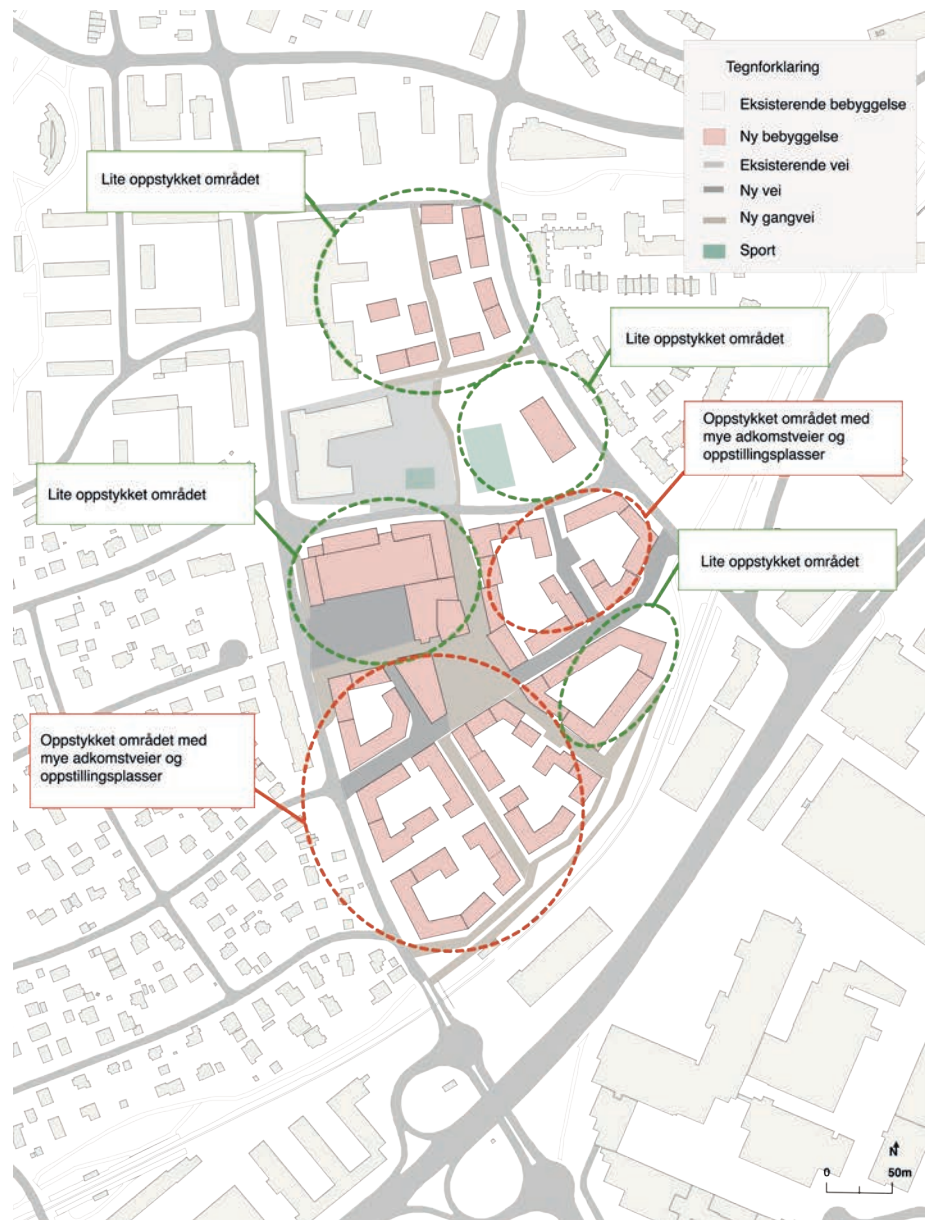 Tegnforklaring
Eksisterende bebyggelse
Ny bebyggelse
Eksisterende vei
Ny vei
Ny gangvei
Sport
Lite oppstykket området
Lite oppstykket området
Oppstykket området med
mye adkomstveier og
oppstillingsplasser
Lite oppstykket området
Lite oppstykket området
Oppstykket området med
mye adkomstveier og
oppstillingsplasser
N
0 50m